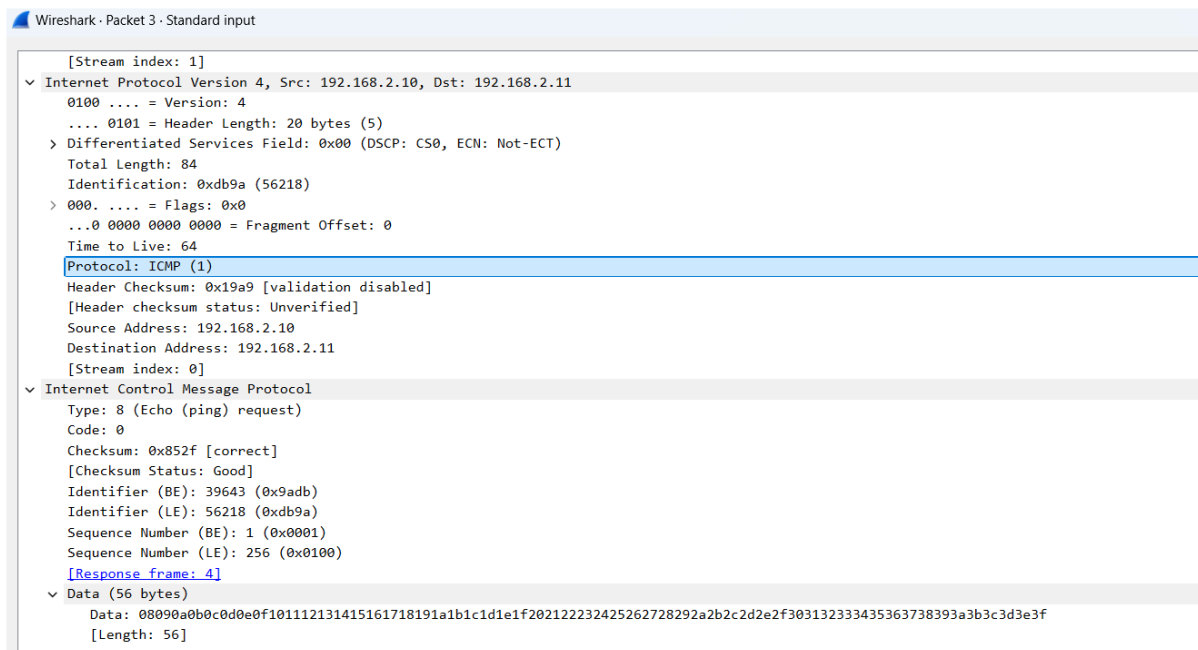 Wireshark · Packet 3 · Standard input
[Stream index: 1]
Internet Protocol Version 4, Src: 192.168.2.10, Dst: 192.168.2.11
0100 .... = Version: 4
.... 0101 = Header Length: 20 bytes (5)
Differentiated Services Field: 0x00 (DSCP: CS0, ECN: Not-ECT)
Total Length: 84
Identification: 0xdb9a (56218)
000. .... = Flags: 0x0
...0 0000 0000 0000 = Fragment Offset: 0
Time to Live: 64
Protocol: ICMP (1)
Header Checksum: 0x19a9 [validation disabled]
[Header checksum status: Unverified]
Source Address: 192.168.2.10
Destination Address: 192.168.2.11
[Stream index: 0]
Internet Control Message Protocol
Type: 8 (Echo (ping) request)
Code: 0
Checksum: 0x852f [correct]
[Checksum Status: Good]
Identifier (BE): 39643 (0x9adb)
Identifier (LE): 56218 (0xdb9a)
Sequence Number (BE): 1 (0x0001)
Sequence Number (LE): 256 (0x0100)
[Response frame: 4]
Data (56 bytes)
Data: 08090a0b0c0d0e0f101112131415161718191a1b1c1d1e1f202122232425262728292a2b2c2d2e2f303132333435363738393a3b3c3d3e3f
[Length: 56]